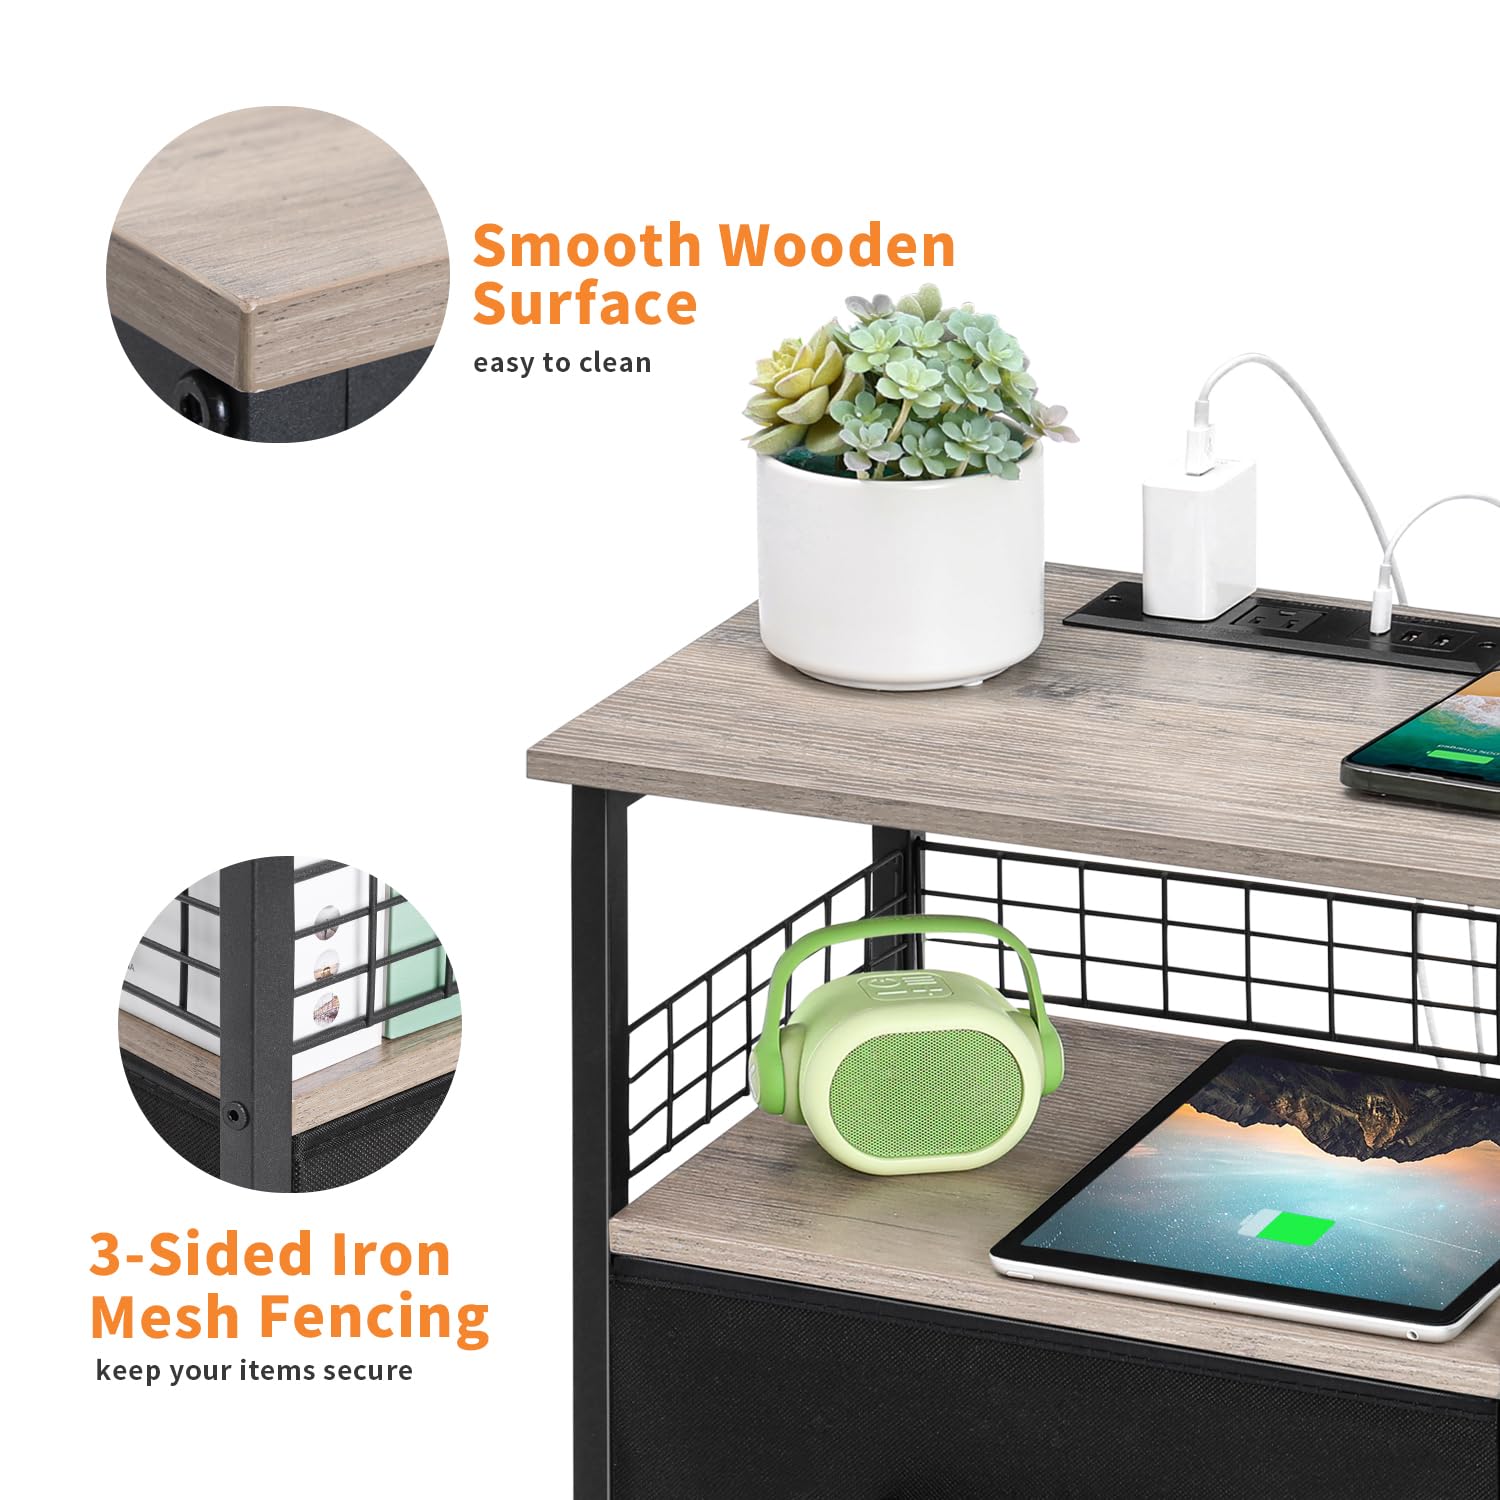 Smooth Wooden
Surface
easy to clean
3-Sided Iron
Mesh Fencing
keep your items secure